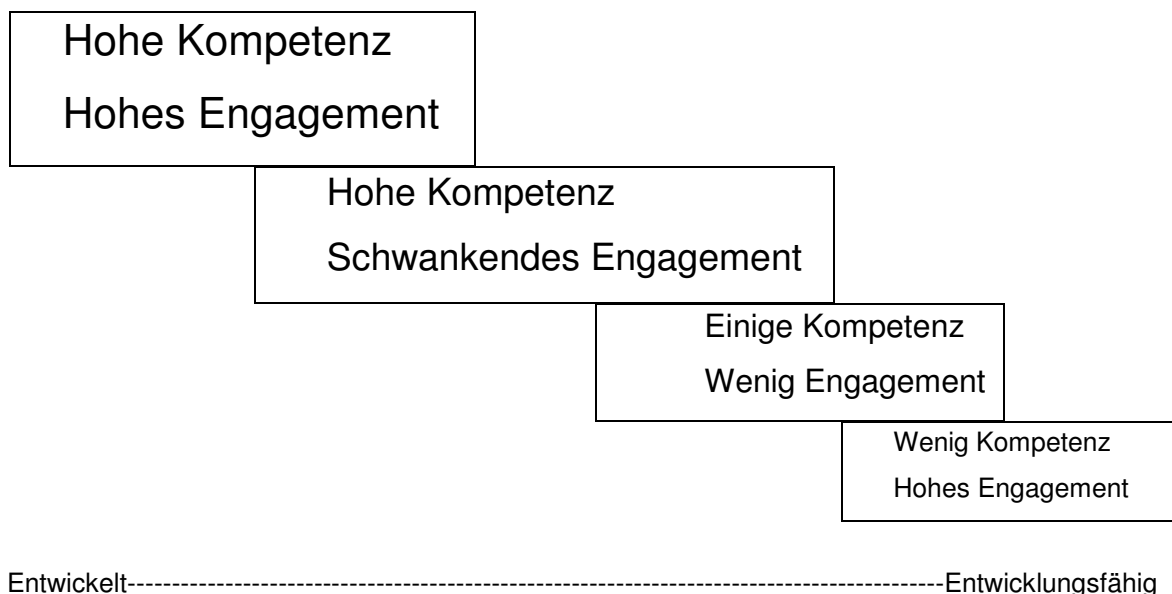 Hohe Kompetenz
Hohes Engagement
Hohe Kompetenz
Schwankendes Engagement
Einige Kompetenz
Wenig Engagement
Wenig Kompetenz
Hohes Engagement
Entwickelt--------------------------------------------------------------------------------------------Entwicklungsfähig